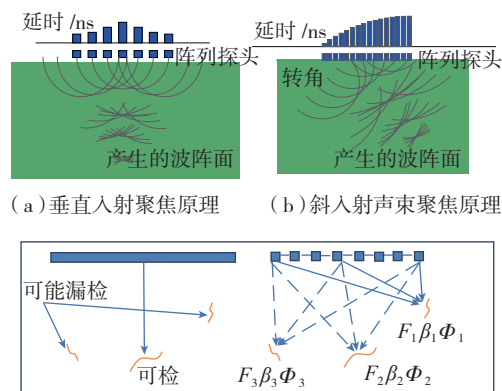 延时/ns
阵列探头
产生的波阵面
(a)垂直入射聚焦原理
延时/ns
阵列探头
转角
产生的波阵面
(b)斜入射声束聚焦原理
可能漏检
可检
F₁β₁Φ₁
F₃β₃Φ₃
F₂β₂Φ₂